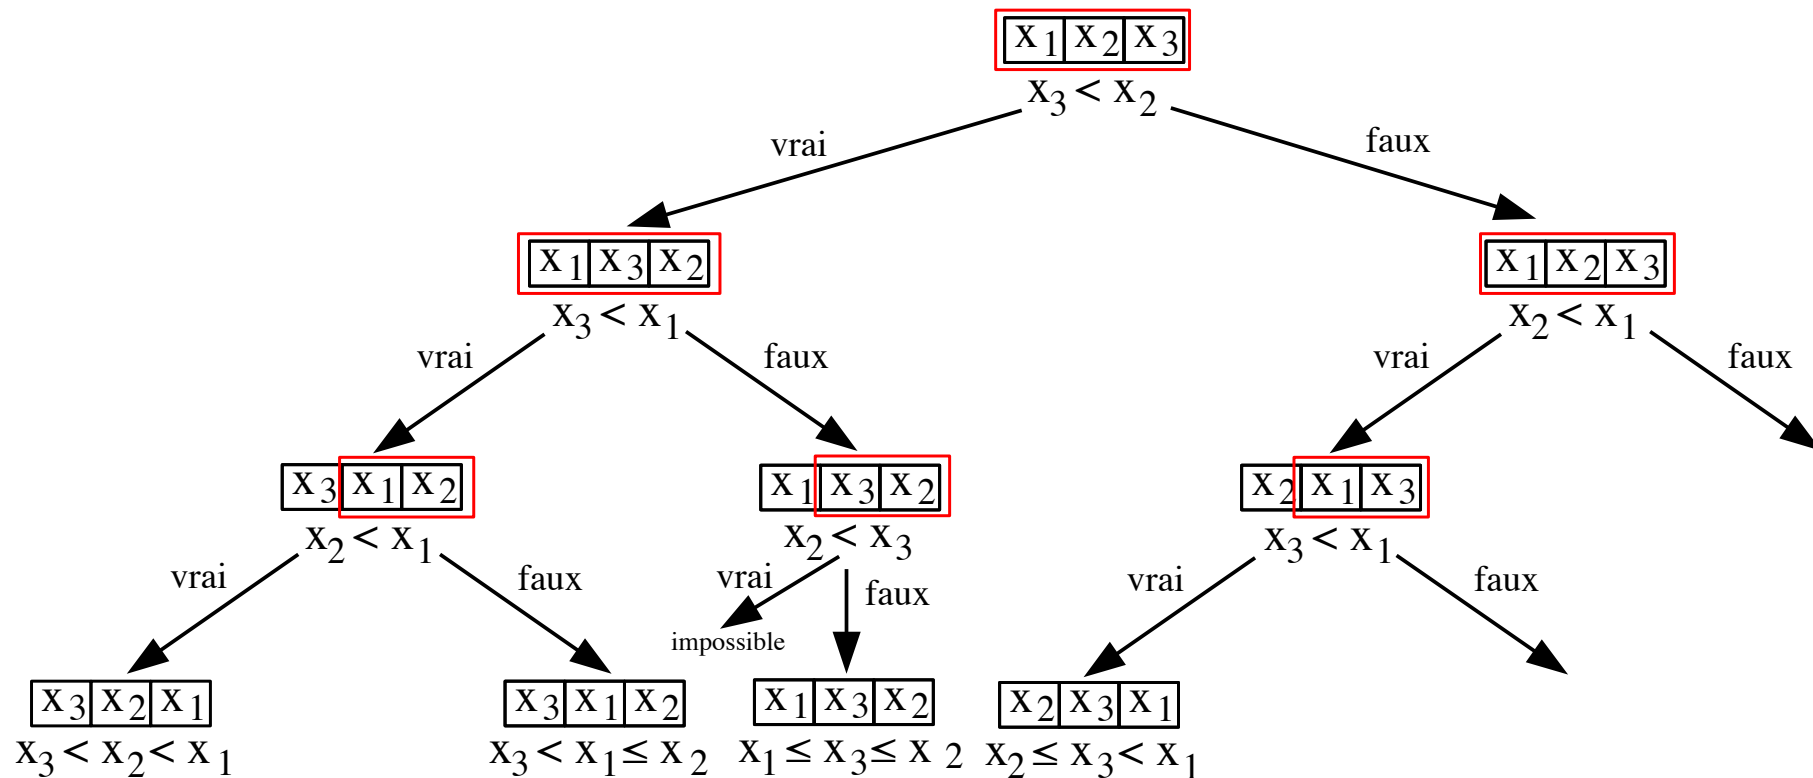 x1 x2 x3
x3 < x2
vrai faux
x1 x3 x2 x1 x2 x3
x3 < x1 x2 < x1
vrai faux vrai faux
x3 x1 x2 x1 x3 x2 x2 x1 x3
x2 < x1 x2 < x3 x3 < x1
vrai faux vrai faux vrai faux
impossible
x3 x2 x1 x3 x1 x2 x1 x3 x2 x2 x3 x1
x3 < x2 < x1 x3 < x1 ≤ x2 x1 ≤ x3 ≤ x2 x2 ≤ x3 < x1